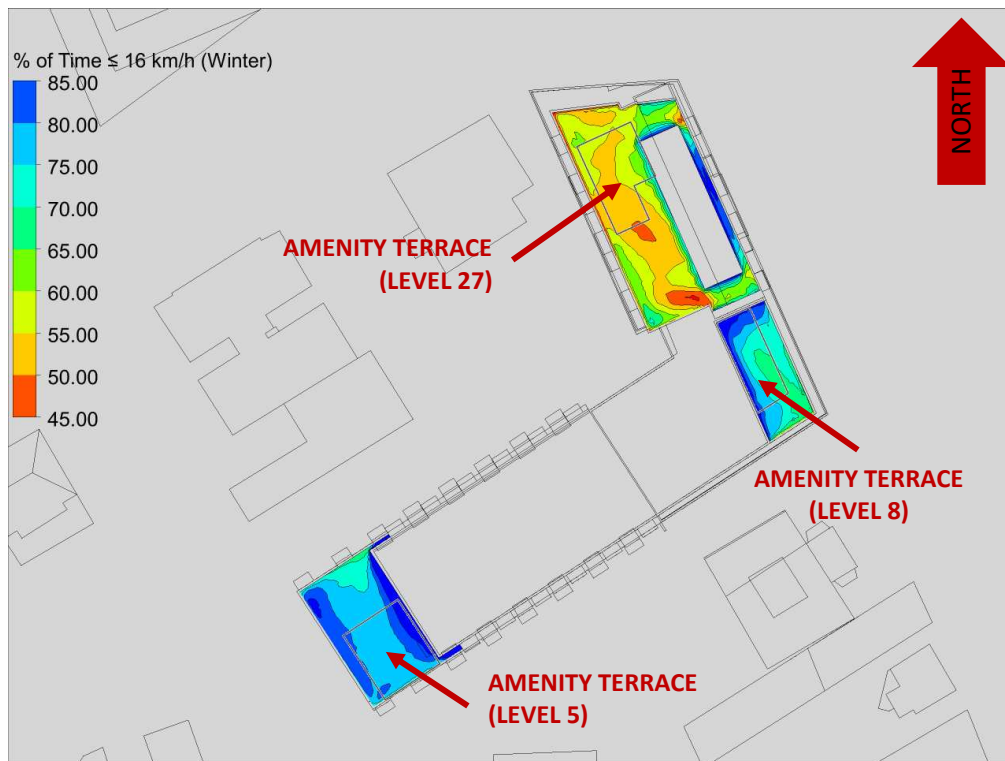 % of Time ≤ 16 km/h (Winter)
85.00
80.00
75.00
70.00
65.00
60.00
55.00
50.00
45.00
NORTH
AMENITY TERRACE
(LEVEL 27)
AMENITY TERRACE
(LEVEL 8)
AMENITY TERRACE
(LEVEL 5)